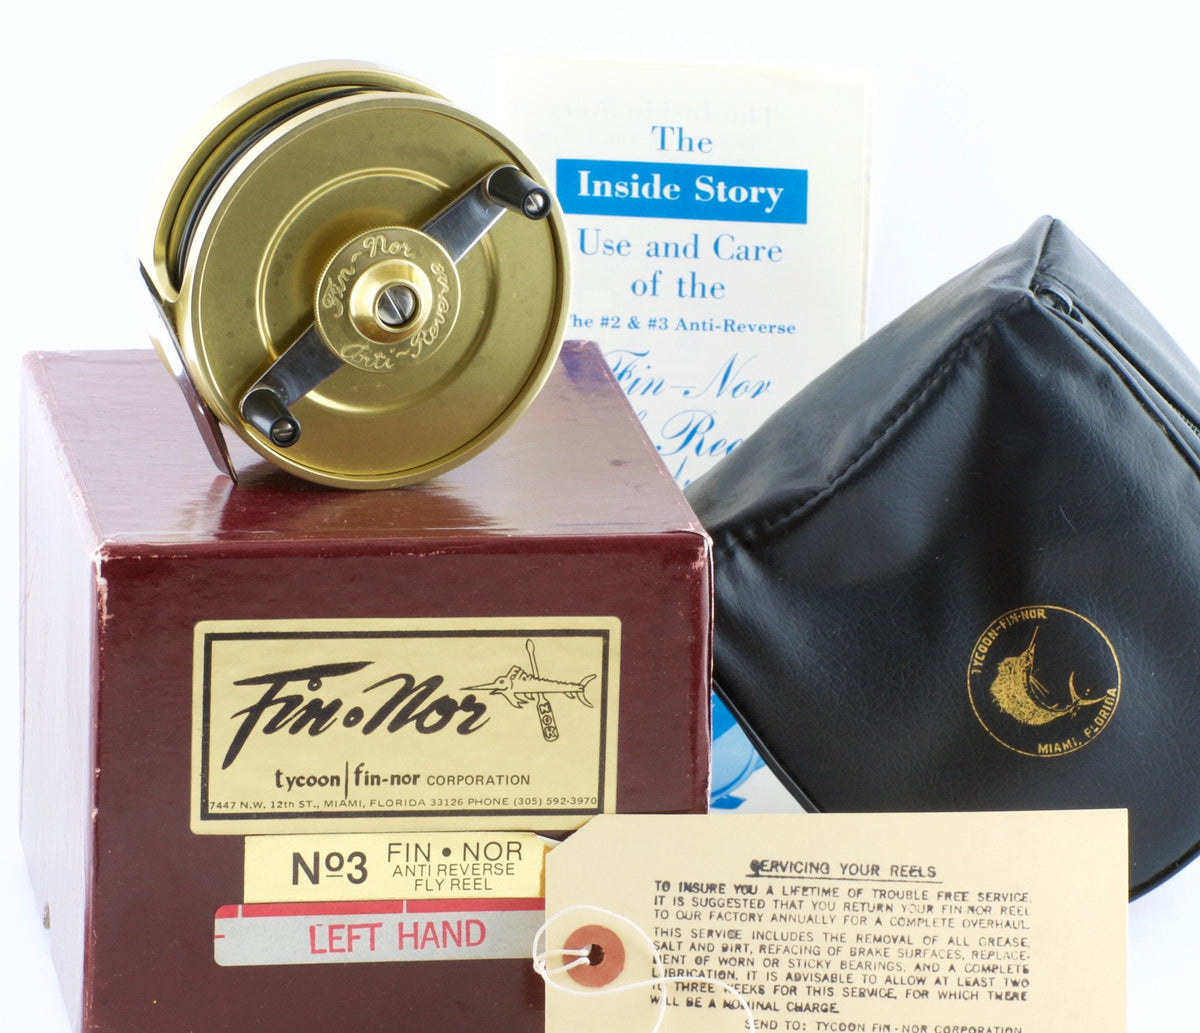 Fin~Nor
Anti~Reverse
The
Inside Story
Use and Care
of the
The #2 & #3 Anti-Reverse
Fin-Nor
TYCOON-FIN-NOR
MIAMI, FLORIDA
Fin•Nor
NOR
tycoon|fin-nor CORPORATION
7447 N.W. 12th ST., MIAMI, FLORIDA 33126 PHONE (305) 592-3970
No3 FIN • NOR
ANTI REVERSE
FLY REEL
LEFT HAND
SERVICING YOUR REELS
TO INSURE YOU A LIFETIME OF TROUBLE FREE SERVICE,
IT IS SUGGESTED THAT YOU RETURN YOUR FIN-NOR REEL
TO OUR FACTORY ANNUALLY FOR A COMPLETE OVERHAUL.
THIS SERVICE INCLUDES THE REMOVAL OF ALL GREASE,
SALT AND DIRT, REFACING OF BRAKE SURFACES, REPLACE-
MENT OF WORN OR STICKY BEARINGS, AND A COMPLETE
LUBRICATION. IT IS ADVISABLE TO ALLOW AT LEAST TWO
TO THREE WEEKS FOR THIS SERVICE, FOR WHICH THERE
WILL BE A NOMINAL CHARGE.
SEND TO: TYCOON FIN-NOR CORPORATION